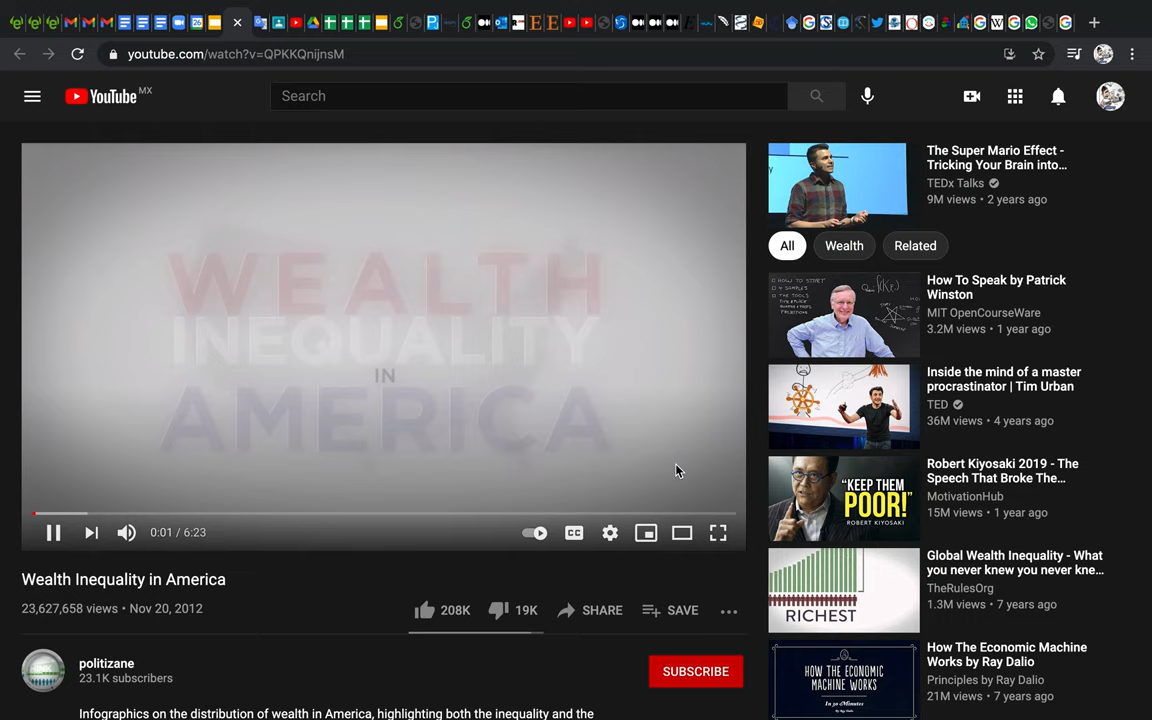 youtube.com/watch?v=QPKKQnijnsM
YouTube MX
Search
WEALTH
INEQUALITY
IN
AMERICA
0:01 / 6:23
CC
Wealth Inequality in America
23,627,658 views • Nov 20, 2012
208K
19K
SHARE
SAVE
politizane
23.1K subscribers
SUBSCRIBE
Infographics on the distribution of wealth in America, highlighting both the inequality and the
The Super Mario Effect -
Tricking Your Brain into...
TEDx Talks
9M views • 2 years ago
All
Wealth
Related
How To Speak by Patrick
Winston
MIT OpenCourseWare
3.2M views • 1 year ago
Inside the mind of a master
procrastinator | Tim Urban
TED
36M views • 4 years ago
"KEEP THEM
POOR!"
ROBERT KIYOSAKI
Robert Kiyosaki 2019 - The
Speech That Broke The...
MotivationHub
15M views • 1 year ago
RICHEST
Global Wealth Inequality - What
you never knew you never kne...
TheRulesOrg
1.3M views • 7 years ago
HOW THE ECONOMIC
MACHINE WORKS
In 30 Minutes
By Ray Dalio
How The Economic Machine
Works by Ray Dalio
Principles by Ray Dalio
21M views • 7 years ago